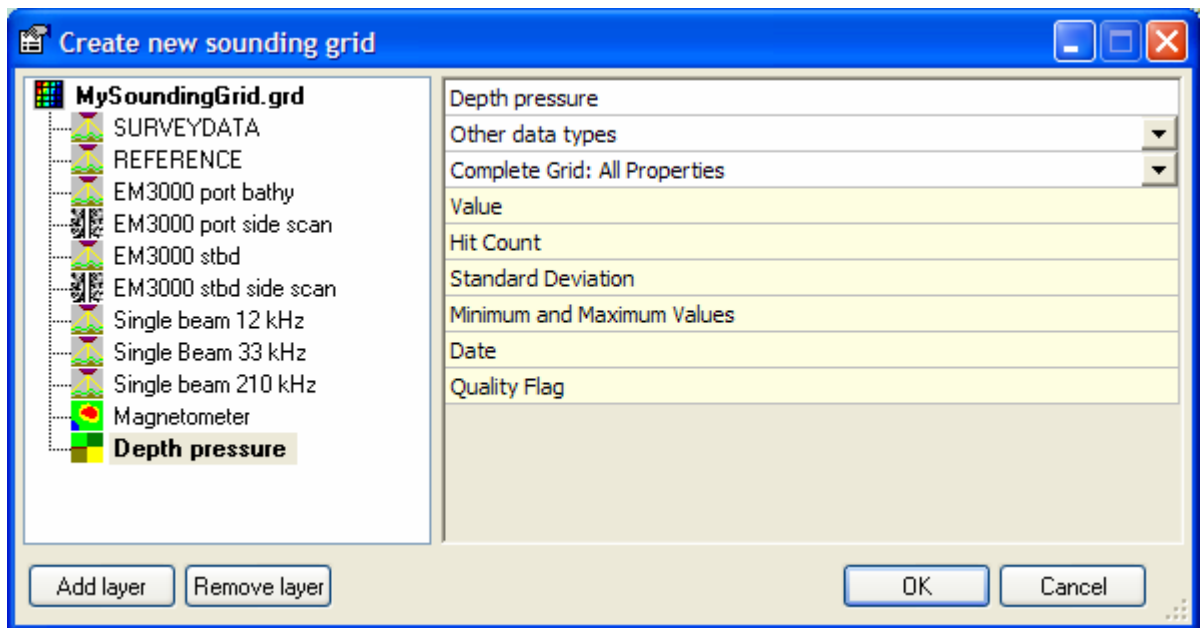 Create new sounding grid
MySoundingGrid.grd
SURVEYDATA
REFERENCE
EM3000 port bathy
EM3000 port side scan
EM3000 stbd
EM3000 stbd side scan
Single beam 12 kHz
Single Beam 33 kHz
Single beam 210 kHz
Magnetometer
Depth pressure
Depth pressure
Other data types
Complete Grid: All Properties
Value
Hit Count
Standard Deviation
Minimum and Maximum Values
Date
Quality Flag
Add layer
Remove layer
OK
Cancel